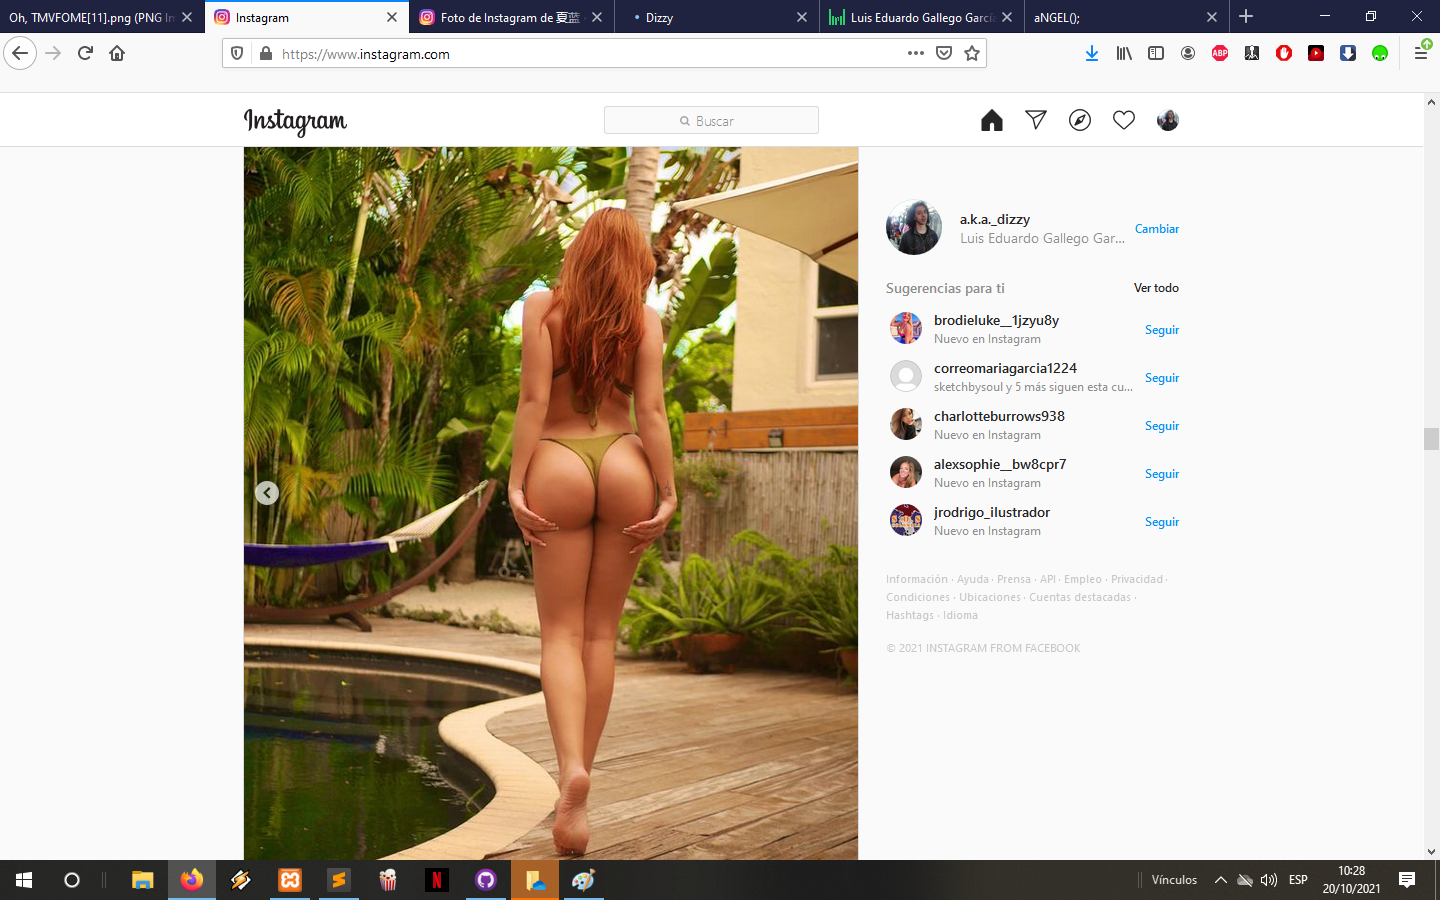 Oh, TMVFOME[11].png (PNG Im
Instagram
Foto de Instagram de 夏蓝
Dizzy
Luis Eduardo Gallego García
aNGEL();
https://www.instagram.com
ABP
Instagram
Buscar
a.k.a._dizzy
Luis Eduardo Gallego Gar...
Cambiar
Sugerencias para ti
Ver todo
brodieluke__1jzyu8y
Nuevo en Instagram
Seguir
correomariagarcia1224
sketchbysoul y 5 más siguen esta cu...
Seguir
charlotteburrows938
Nuevo en Instagram
Seguir
alexsophie__bw8cpr7
Nuevo en Instagram
Seguir
jrodrigo_ilustrador
Nuevo en Instagram
Seguir
Información · Ayuda · Prensa · API · Empleo · Privacidad ·
Condiciones · Ubicaciones · Cuentas destacadas ·
Hashtags · Idioma
© 2021 INSTAGRAM FROM FACEBOOK
Vínculos
ESP
10:28
20/10/2021